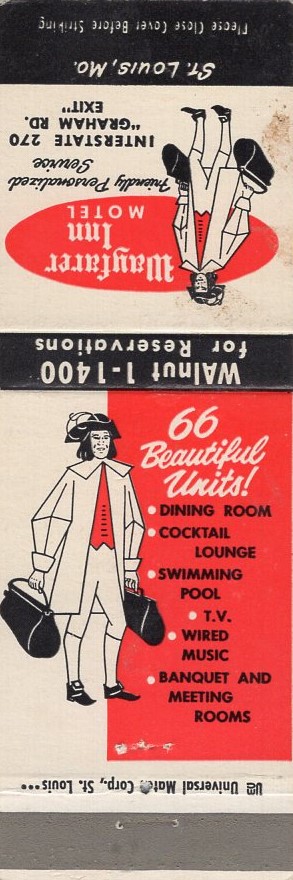 Please Close Cover Before Striking
ST. LOUIS, MO.
INTERSTATE 270
"GRAHAM RD.
EXIT"
Friendly Personalized
Service
Wayfarer
Inn
MOTEL
WAlnut 1-1400
for Reservations
66
Beautiful
Units!
• DINING ROOM
• COCKTAIL
LOUNGE
• SWIMMING
POOL
• T.V.
• WIRED
MUSIC
• BANQUET AND
MEETING
ROOMS
Universal Match Corp., St. Louis